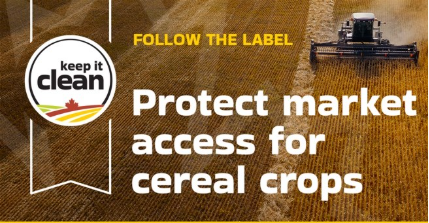 FOLLOW THE LABEL
keep it
clean
Protect market
access for
cereal crops